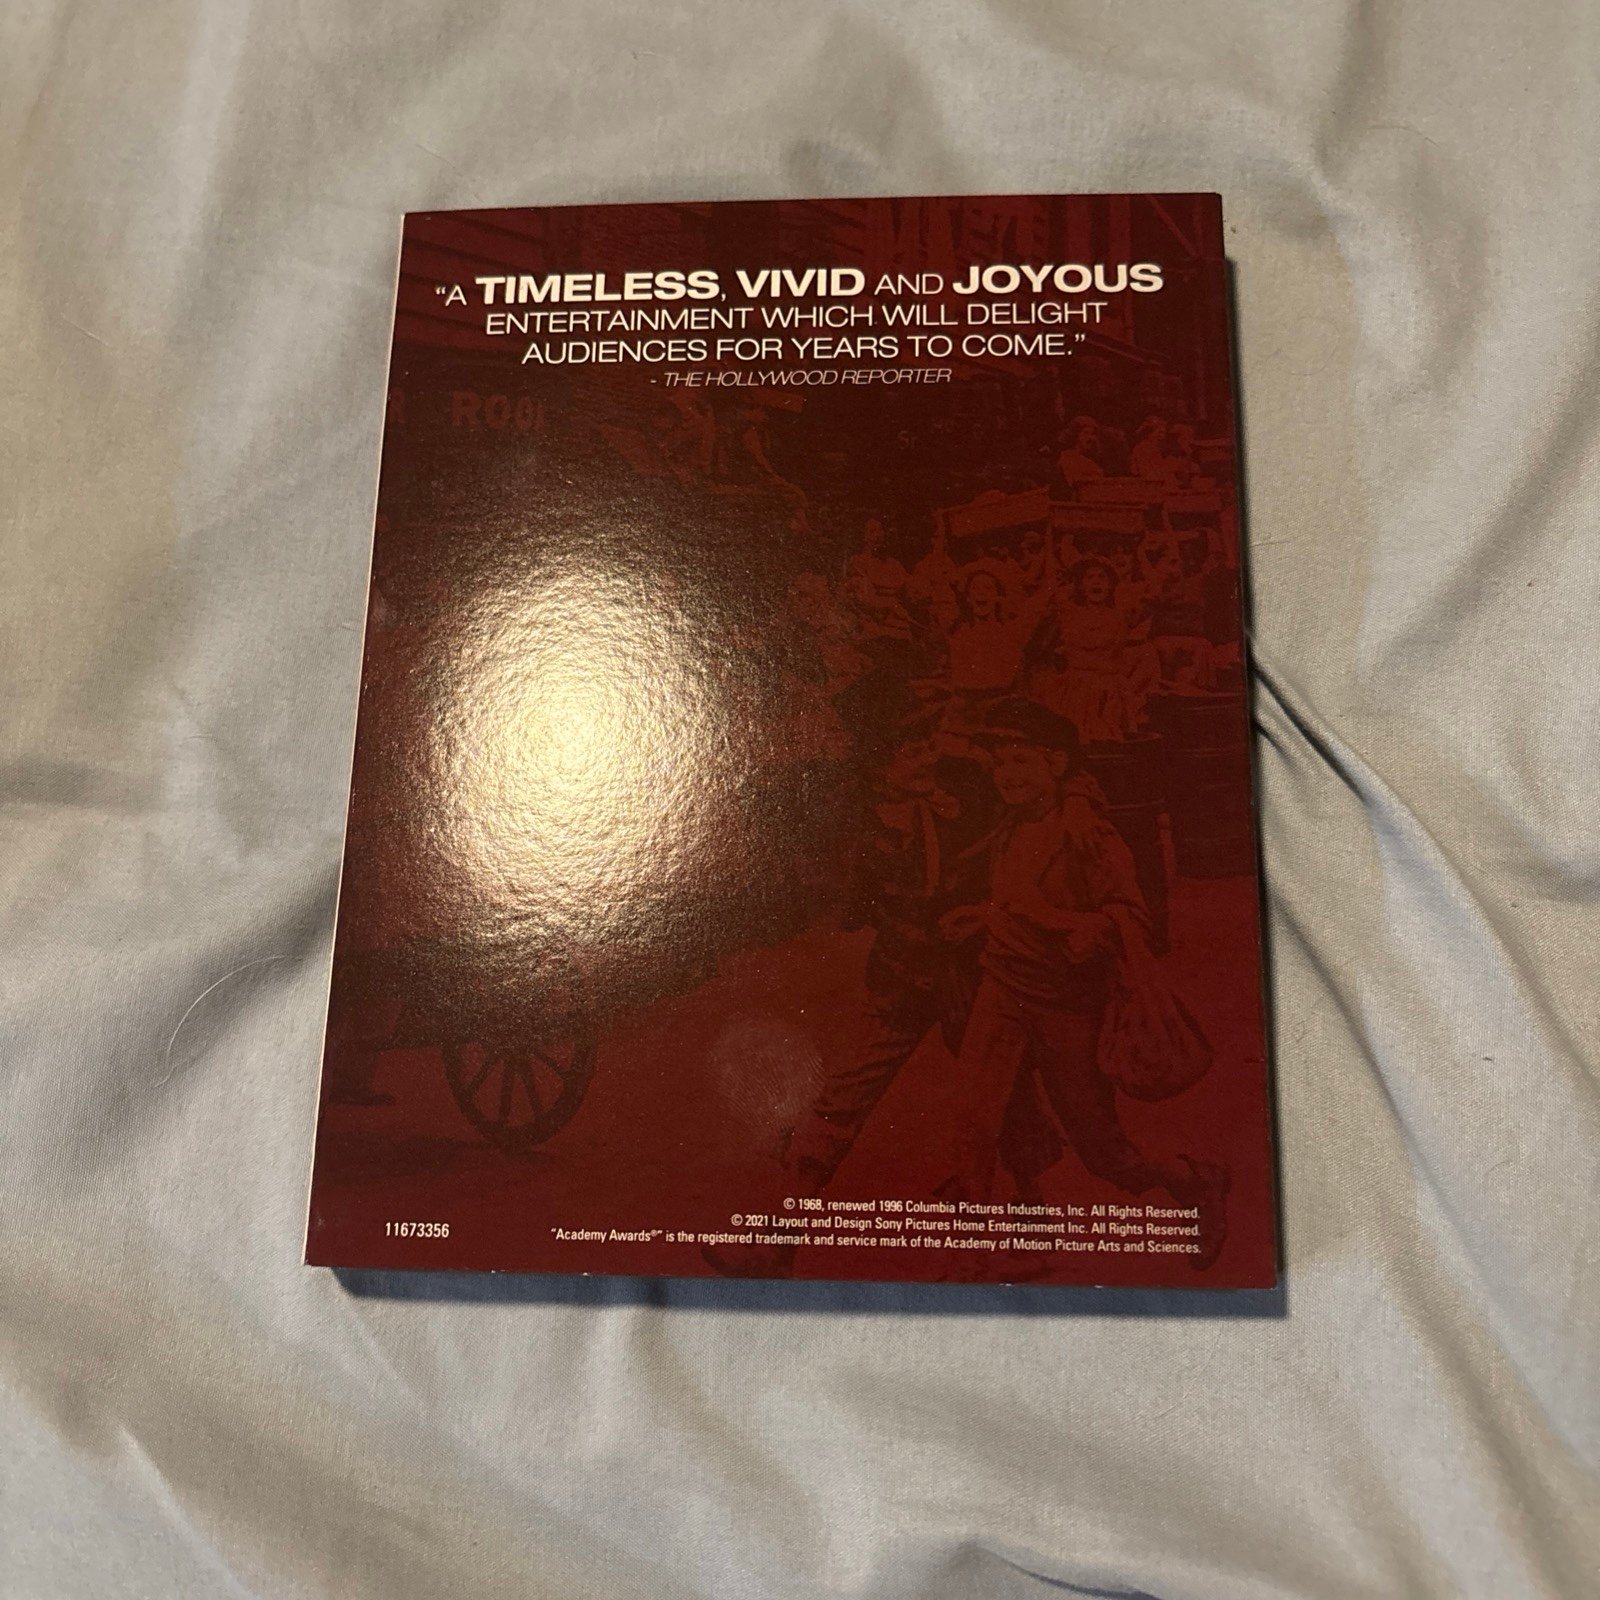 “A TIMELESS, VIVID AND JOYOUS
ENTERTAINMENT WHICH WILL DELIGHT
AUDIENCES FOR YEARS TO COME.”
- THE HOLLYWOOD REPORTER
© 1968, renewed 1996 Columbia Pictures Industries, Inc. All Rights Reserved.
© 2021 Layout and Design Sony Pictures Home Entertainment Inc. All Rights Reserved.
11673356 “Academy Awards®” is the registered trademark and service mark of the Academy of Motion Picture Arts and Sciences.